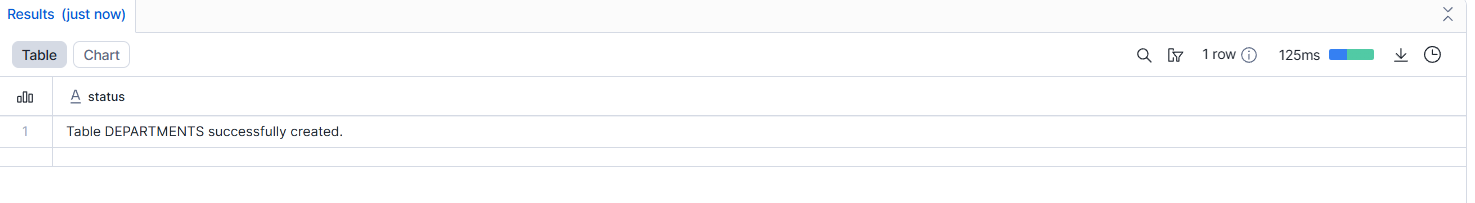 Results (just now)
Table Chart 1 row 125ms
A status
1 Table DEPARTMENTS successfully created.